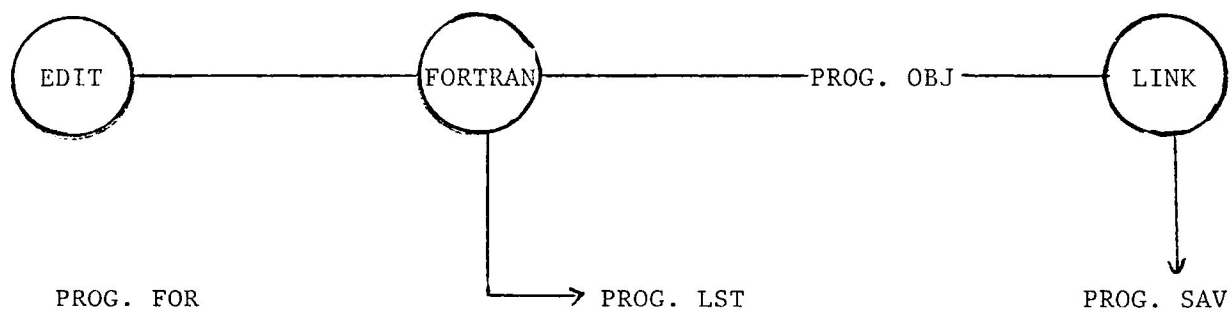 EDIT FORTRAN PROG. OBJ LINK
PROG. FOR PROG. LST PROG. SAV